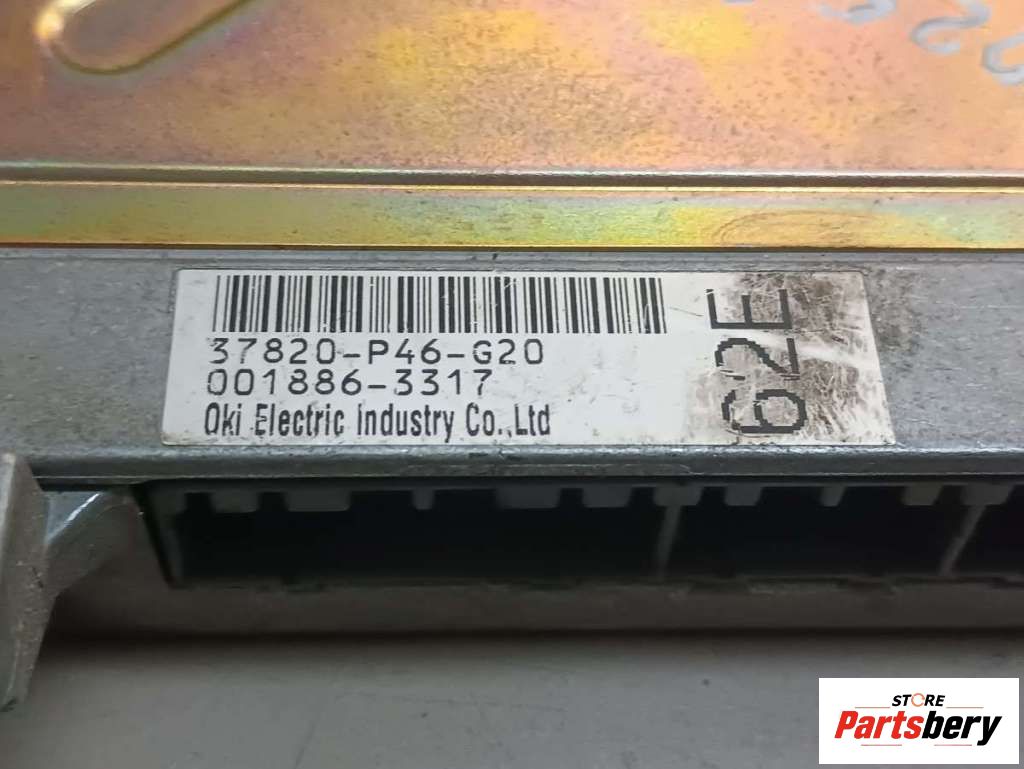 37820-P46-G20
001886-3317
Oki Electric Industry Co.,Ltd
62E
STORE
Partsbery